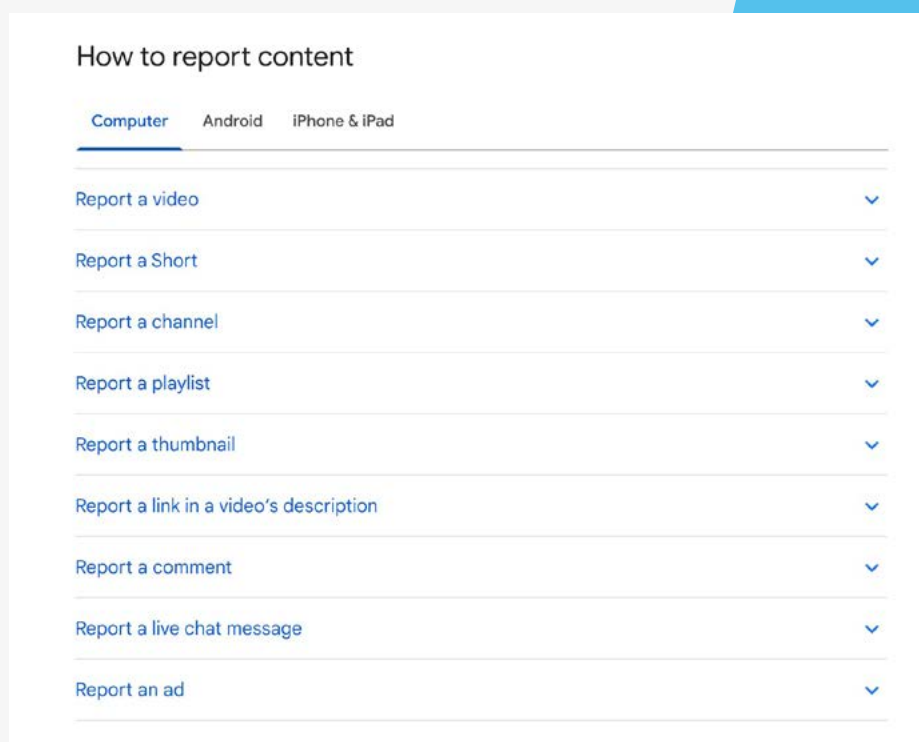 How to report content
Computer Android iPhone & iPad
Report a video
Report a Short
Report a channel
Report a playlist
Report a thumbnail
Report a link in a video's description
Report a comment
Report a live chat message
Report an ad